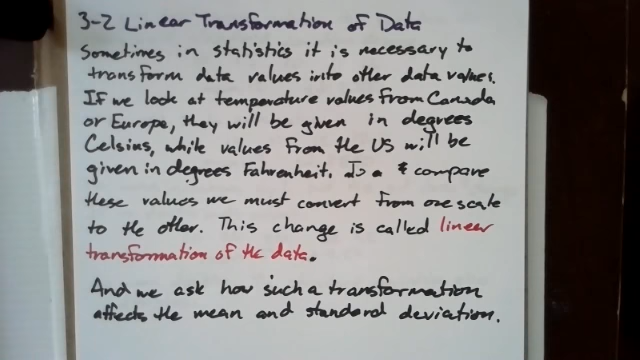 3-2 Linear Transformation of Data
Sometimes in statistics it is necessary to
transform data values into other data values.
If we look at temperature values from Canada
or Europe, they will be given in degrees
Celsius, while values from the US will be
given in degrees Fahrenheit. To compare
these values we must convert from one scale
to the other. This change is called linear
transformation of the data.
And we ask how such a transformation
affects the mean and standard deviation.